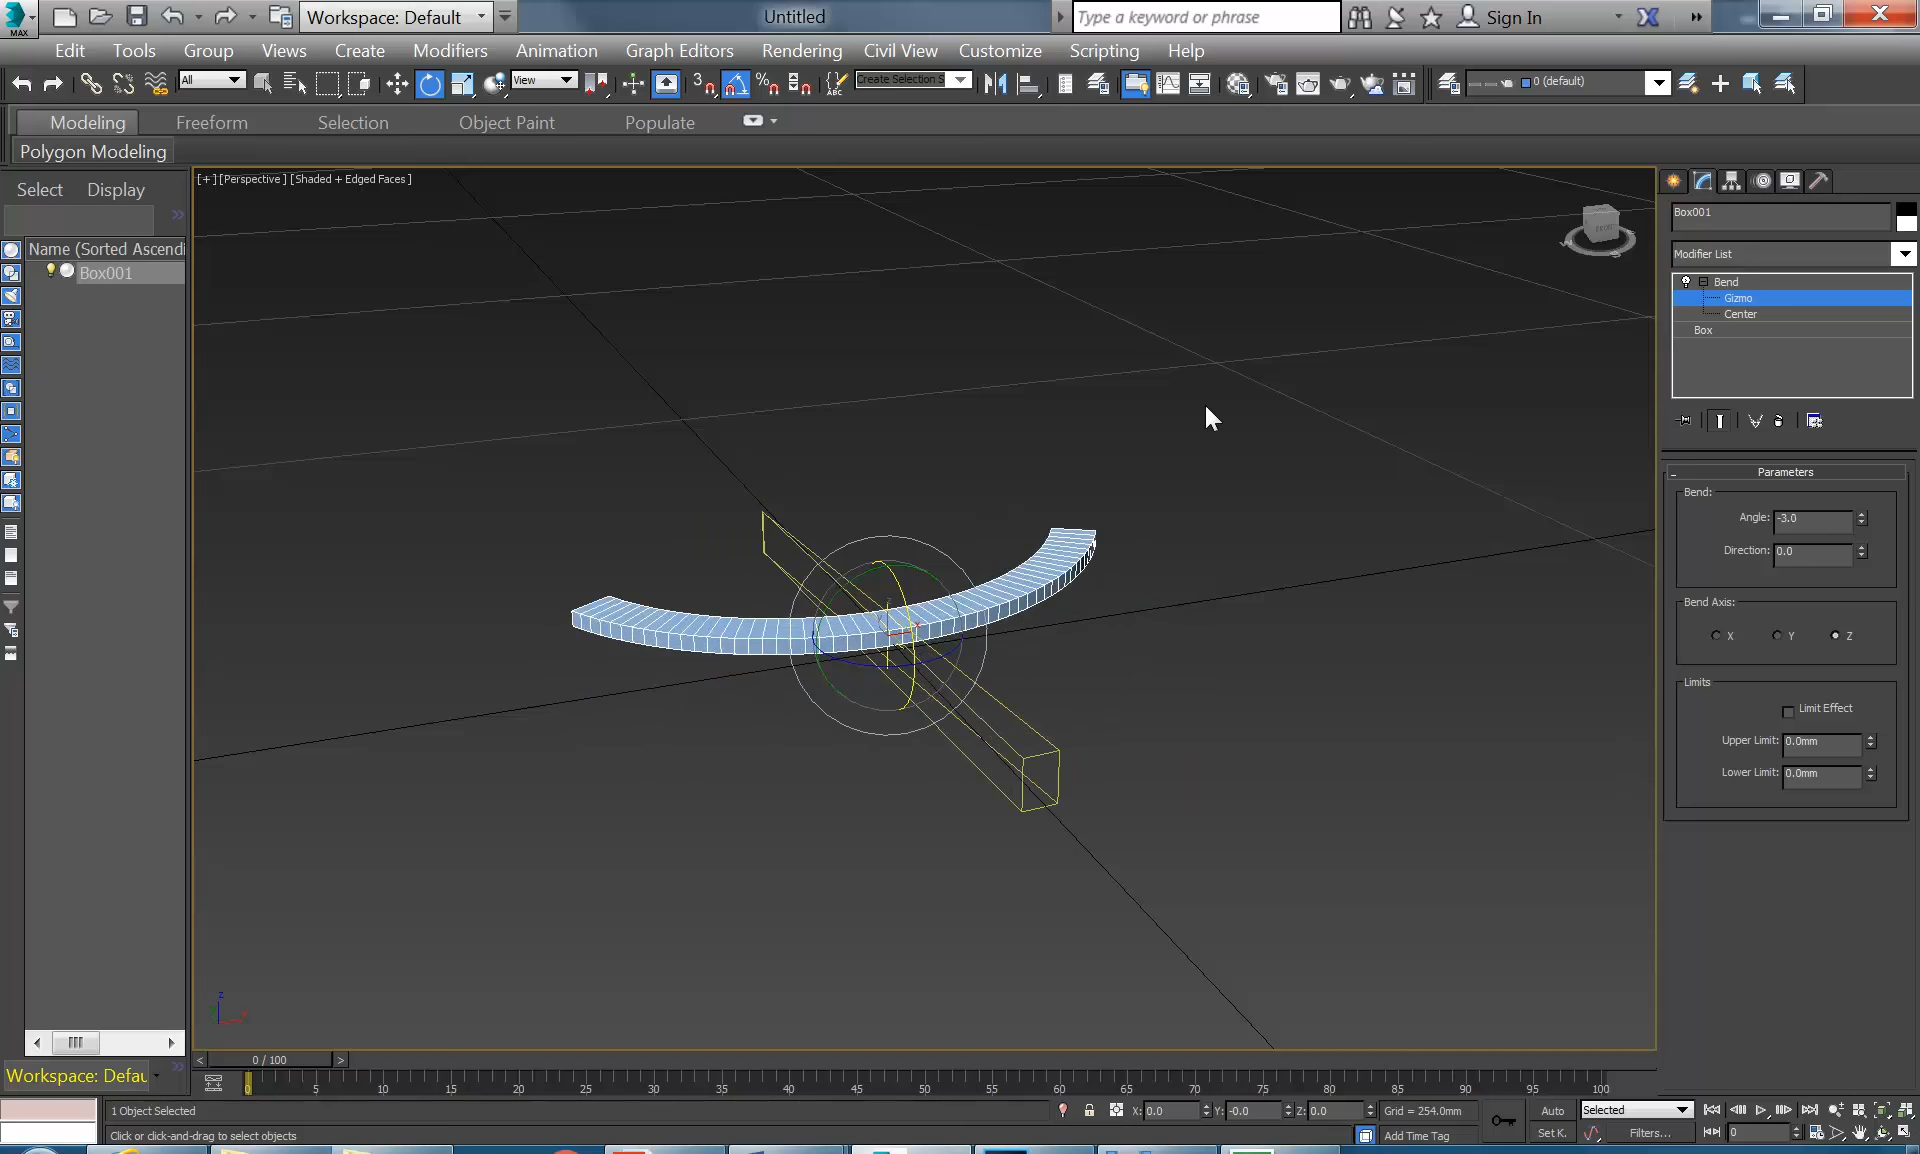 MAX
Workspace: Default
Untitled
Type a keyword or phrase
Sign In
Edit Tools Group Views Create Modifiers Animation Graph Editors Rendering Civil View Customize Scripting Help
All
View
3
%
ABC
Create Selection S
0 (default)
Modeling Freeform Selection Object Paint Populate
Polygon Modeling
Select Display
Name (Sorted Ascendi
Box001
[+] [Perspective ] [Shaded + Edged Faces ]
Box001
Modifier List
Bend
Gizmo
Center
Box
Parameters
Bend:
Angle: -3.0
Direction: 0.0
Bend Axis:
X Y Z
Limits
Limit Effect
Upper Limit: 0.0mm
Lower Limit: 0.0mm
z
0 / 100
Workspace: Defau
0 5 10 15 20 25 30 35 40 45 50 55 60 65 70 75 80 85 90 95 100
1 Object Selected
X: 0.0 Y: -0.0 Z: 0.0 Grid = 254.0mm
Auto Selected
Click or click-and-drag to select objects
Add Time Tag
Set K. Filters... 0